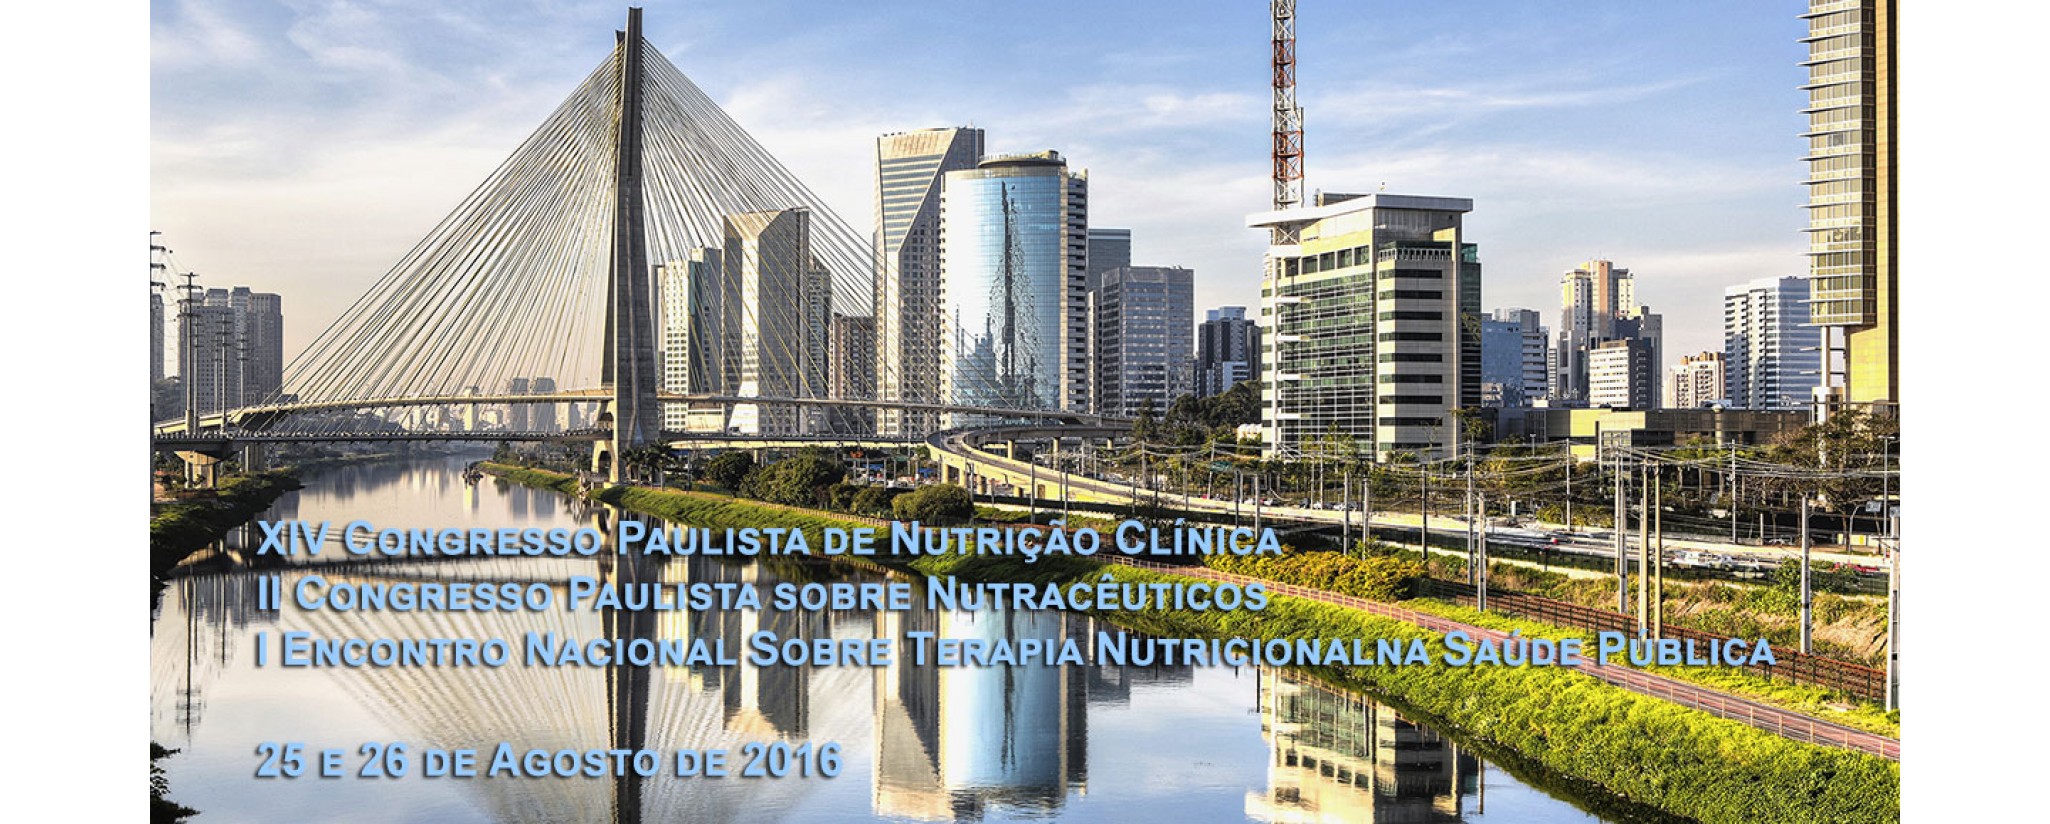 XIV Congresso Paulista de Nutrição Clínica
II Congresso Paulista sobre Nutracêuticos
I Encontro Nacional Sobre Terapia Nutricionalna Saúde Pública
25 e 26 de Agosto de 2016